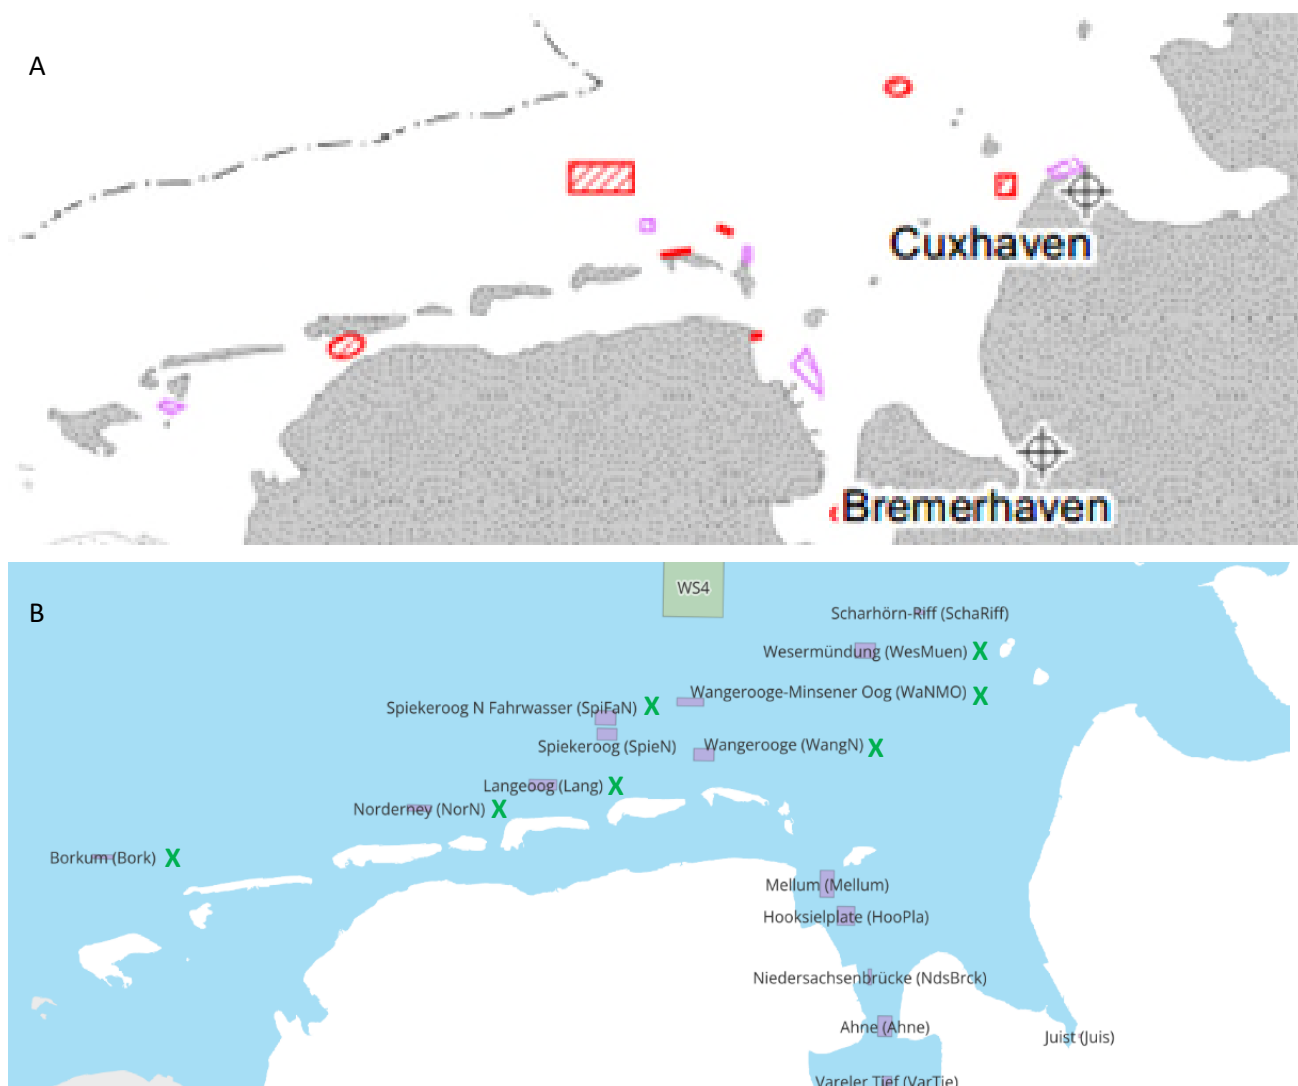 A
Cuxhaven
Bremerhaven
B
WS4
Scharhörn-Riff (SchaRiff)
Wesermündung (WesMuen) X
Wangerooge-Minsener Oog (WaNMO) X
Spiekeroog N Fahrwasser (SpiFaN) X
Spiekeroog (SpieN)
Wangerooge (WangN) X
Langeoog (Lang) X
Norderney (NorN) X
Borkum (Bork) X
Mellum (Mellum)
Hooksielplate (HooPla)
Niedersachsenbrücke (NdsBrck)
Ahne (Ahne)
Juist (Juis)
Vareler Tief (VarTie)